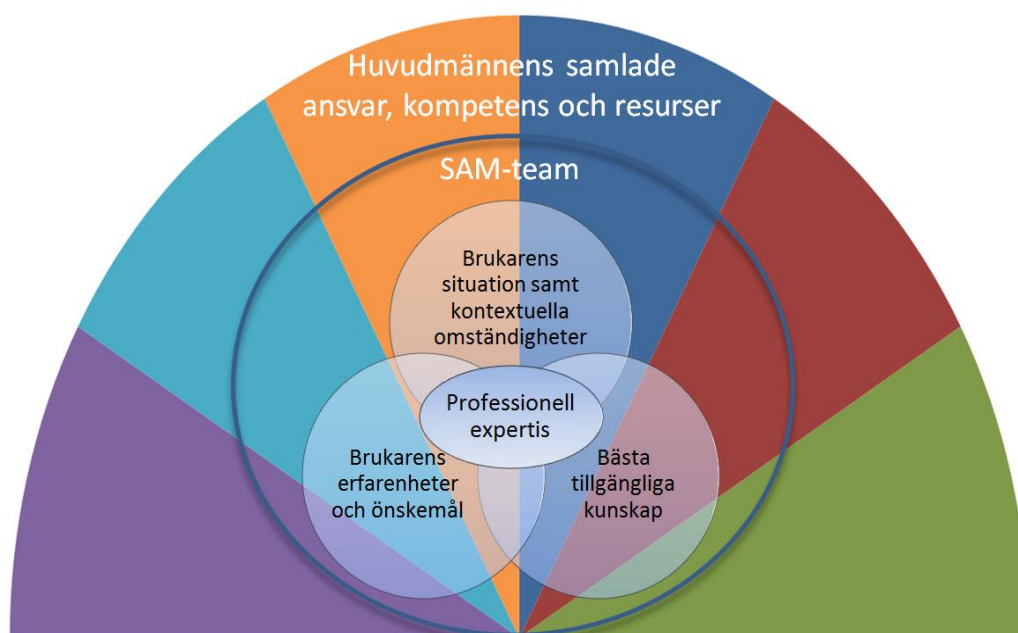 Huvudmännens samlade
ansvar, kompetens och resurser
SAM-team
Brukarens
situation samt
kontextuella
omständigheter
Professionell
expertis
Brukarens
erfarenheter
och önskemål
Bästa
tillgängliga
kunskap